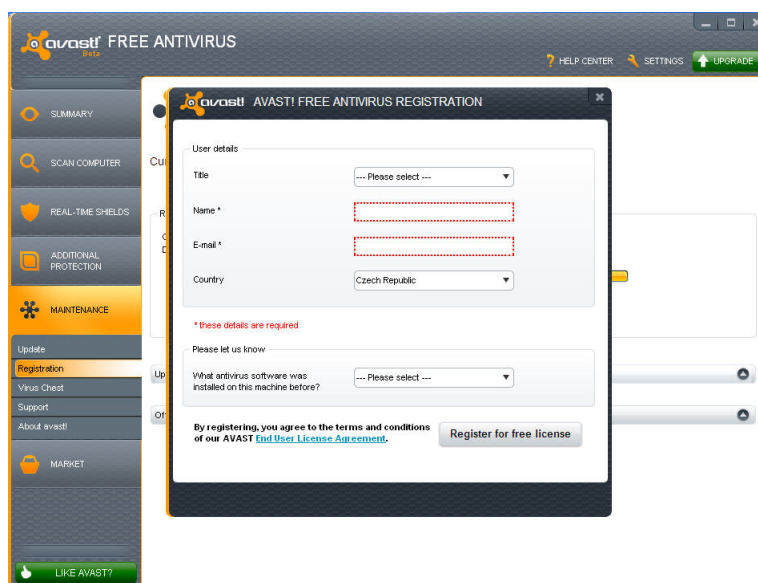 avast! FREE ANTIVIRUS
Beta
HELP CENTER
SETTINGS
UPGRADE
SUMMARY
SCAN COMPUTER
REAL-TIME SHIELDS
ADDITIONAL
PROTECTION
MAINTENANCE
Update
Registration
Virus Chest
Support
About avast!
MARKET
LIKE AVAST?
avast! AVAST! FREE ANTIVIRUS REGISTRATION
User details
Title
--- Please select ---
Name *
E-mail *
Country
Czech Republic
* these details are required
Please let us know
What antivirus software was
installed on this machine before?
--- Please select ---
By registering, you agree to the terms and conditions
of our AVAST End User License Agreement.
Register for free license